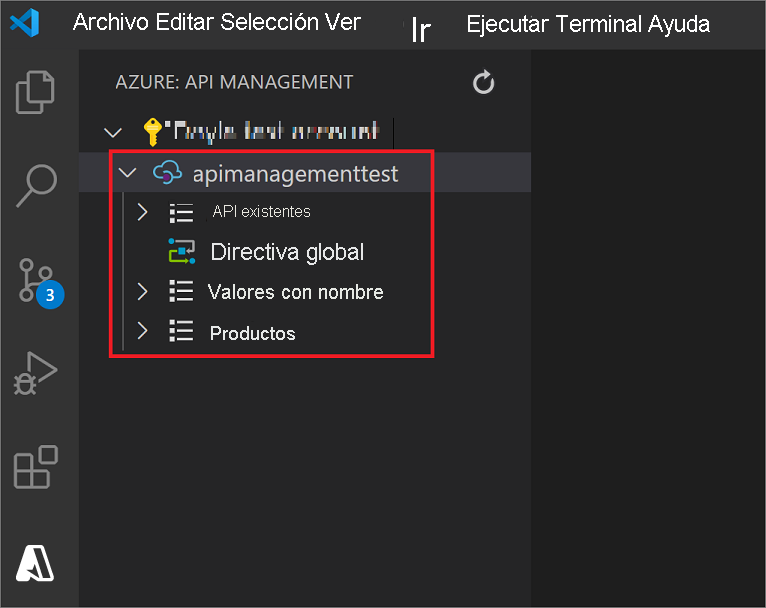 Archivo Editar Selección Ver Ir Ejecutar Terminal Ayuda
AZURE: API MANAGEMENT
apimanagementtest
API existentes
Directiva global
Valores con nombre
3
Productos